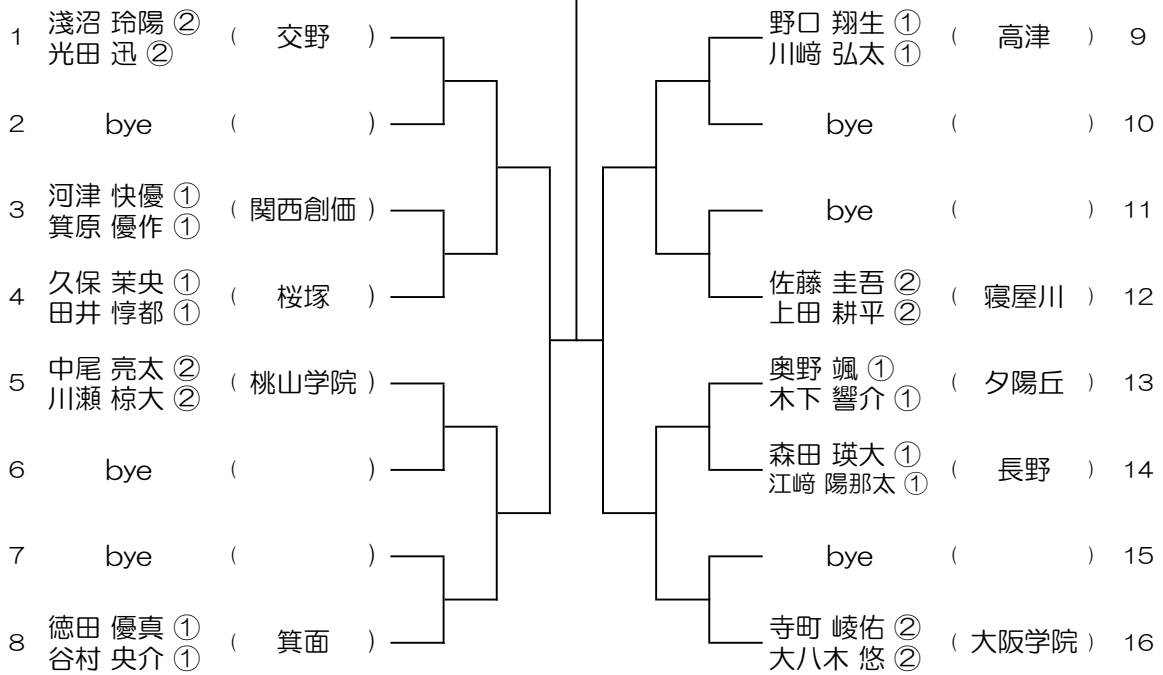 1 淺沼 玲陽 ② ( 交野 )
光田 迅 ②
2 bye ( )
3 河津 快優 ① ( 関西創価 )
箕原 優作 ①
4 久保 茉央 ① ( 桜塚 )
田井 惇都 ①
5 中尾 亮太 ② ( 桃山学院 )
川瀬 椋大 ②
6 bye ( )
7 bye ( )
8 徳田 優真 ① ( 箕面 )
谷村 央介 ①
野口 翔生 ① ( 高津 ) 9
川﨑 弘太 ①
bye ( ) 10
bye ( ) 11
佐藤 圭吾 ② ( 寝屋川 ) 12
上田 耕平 ②
奥野 颯 ① ( 夕陽丘 ) 13
木下 響介 ①
森田 瑛大 ① ( 長野 ) 14
江﨑 陽那太 ①
bye ( ) 15
寺町 崚佑 ② ( 大阪学院 ) 16
大八木 悠 ②